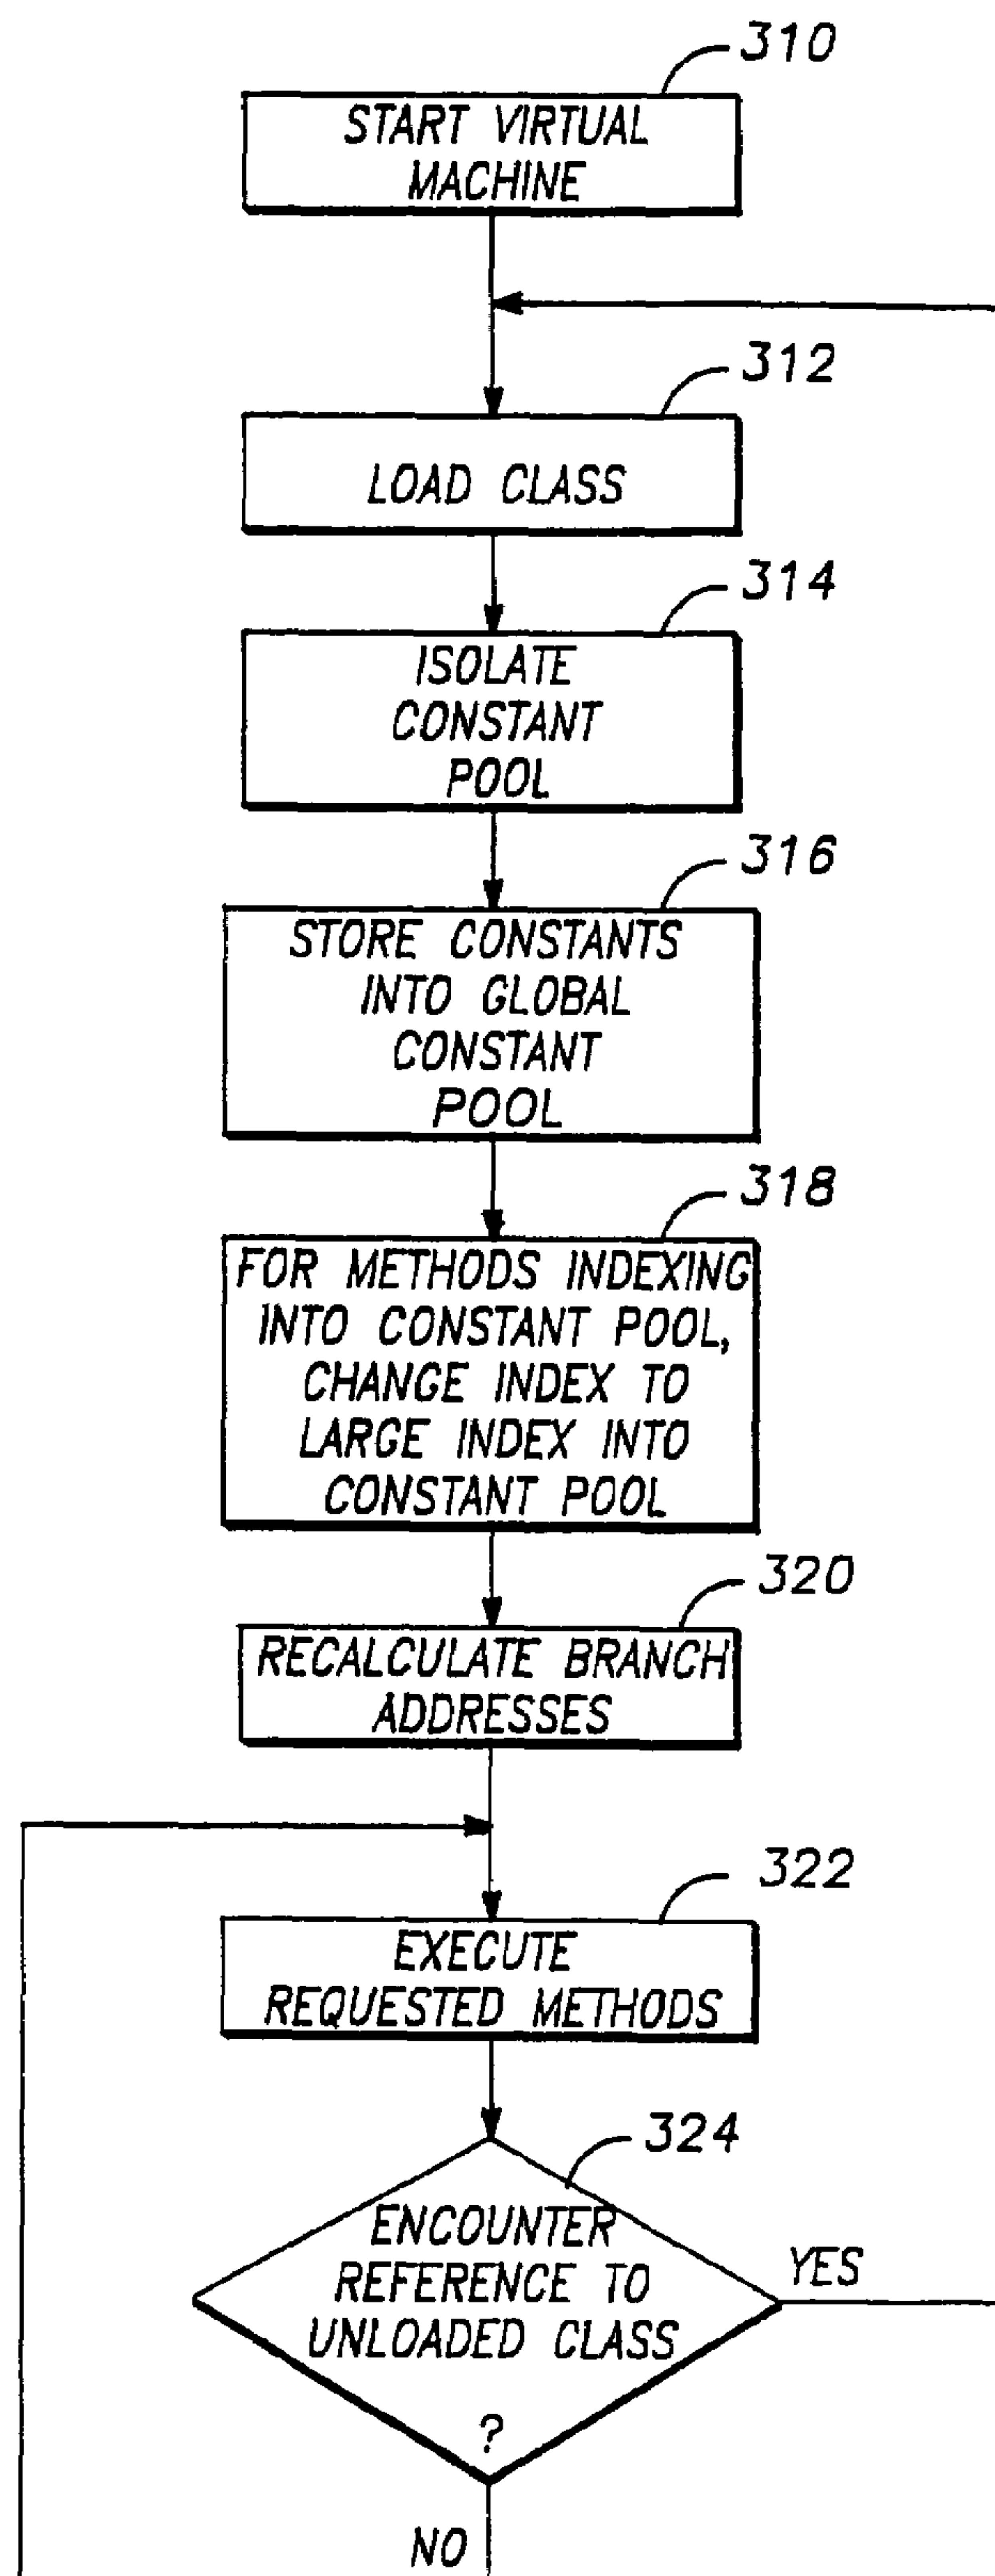 310
START VIRTUAL
MACHINE
312
LOAD CLASS
314
ISOLATE
CONSTANT
POOL
316
STORE CONSTANTS
INTO GLOBAL
CONSTANT
POOL
318
FOR METHODS INDEXING
INTO CONSTANT POOL,
CHANGE INDEX TO
LARGE INDEX INTO
CONSTANT POOL
320
RECALCULATE BRANCH
ADDRESSES
322
EXECUTE
REQUESTED METHODS
324
ENCOUNTER
REFERENCE TO
UNLOADED CLASS
?
YES
NO